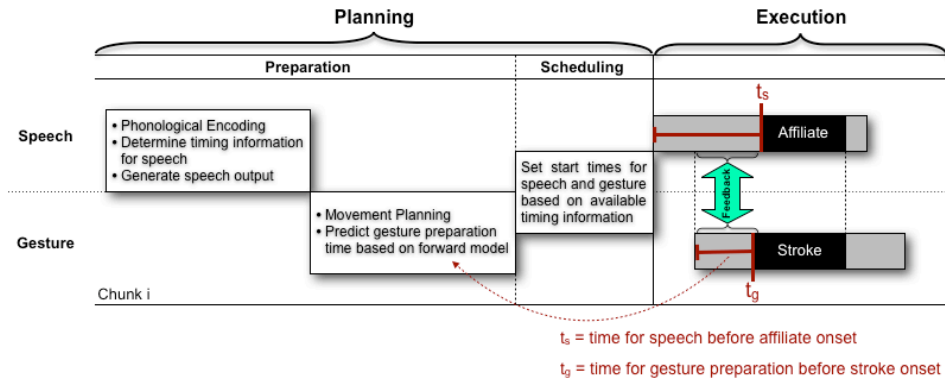 Planning
Execution
Preparation
Scheduling
Speech
• Phonological Encoding
• Determine timing information
for speech
• Generate speech output
Set start times for
speech and gesture
based on available
timing information
ts
Affiliate
Feedback
Gesture
• Movement Planning
• Predict gesture preparation
time based on forward model
Stroke
tg
Chunk i
ts = time for speech before affiliate onset
tg = time for gesture preparation before stroke onset